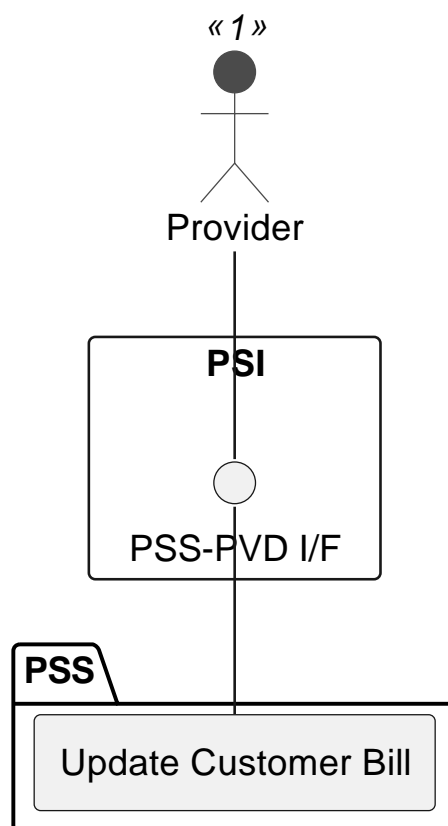 «1»
Provider
PSI
PSS-PVD I/F
PSS
Update Customer Bill